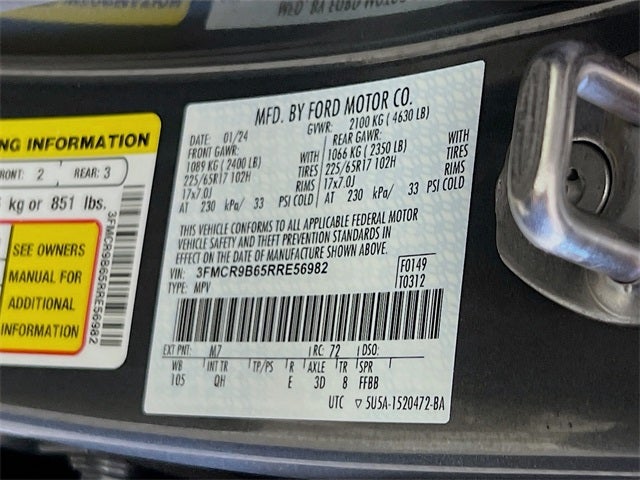 NG INFORMATION
RONT: 2 REAR: 3
kg or 851 lbs.
SEE OWNERS
MANUAL FOR
ADDITIONAL
INFORMATION
3FMCR9B65RRE56982
MFD. BY FORD MOTOR CO.
DATE: 01/24 GVWR: 2100 KG ( 4630 LB)
FRONT GAWR: REAR GAWR:
1089 KG ( 2400 LB) WITH 1066 KG ( 2350 LB) WITH
225/65R17 102H TIRES 225/65R17 102H TIRES
17x7.0J RIMS 17x7.0J RIMS
AT 230 kPa/ 33 PSI COLD AT 230 kPa/ 33 PSI COLD
THIS VEHICLE CONFORMS TO ALL APPLICABLE FEDERAL MOTOR
VEHICLE SAFETY AND THEFT PREVENTION STANDARDS IN
EFFECT ON THE DATE OF MANUFACTURE SHOWN ABOVE.
VIN: 3FMCR9B65RRE56982 F0149
TYPE: MPV T0312
EXT PNT: M7 RC: 72 DSO:
WB INT TR TP/PS R AXLE TR SPR
105 QH E 3D 8 FFBB
UTC ▽ 5U5A-1520472-BA